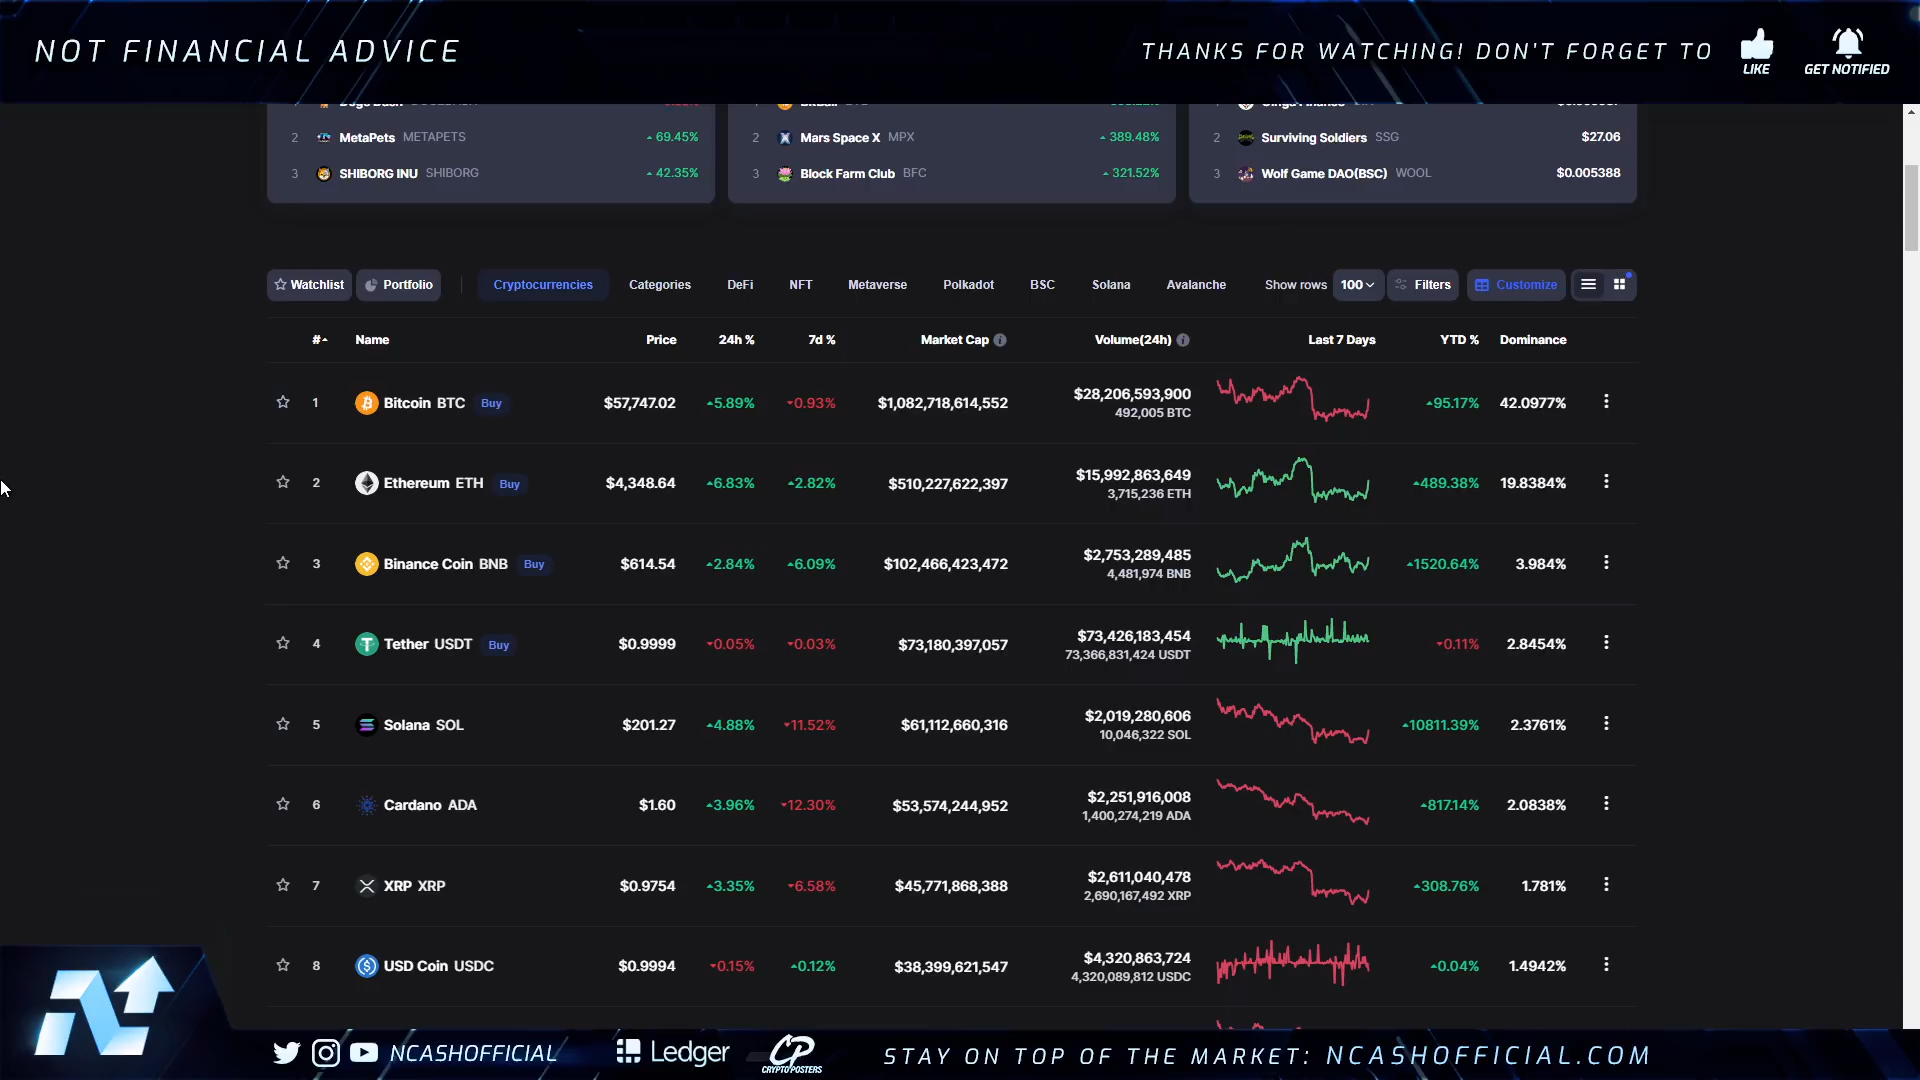 NOT FINANCIAL ADVICE
THANKS FOR WATCHING! DON'T FORGET TO
LIKE
GET NOTIFIED
2 MetaPets METAPETS 69.45%
3 SHIBORG INU SHIBORG 42.35%
2 Mars Space X MPX 389.48%
3 Block Farm Club BFC 321.52%
2 Surviving Soldiers SSG $27.06
3 Wolf Game DAO(BSC) WOOL $0.005388
Watchlist Portfolio Cryptocurrencies Categories DeFi NFT Metaverse Polkadot BSC Solana Avalanche Show rows 100 Filters Customize
# Name Price 24h % 7d % Market Cap Volume(24h) Last 7 Days YTD % Dominance
1 Bitcoin BTC Buy $57,747.02 5.89% 0.93% $1,082,718,614,552 $28,206,593,900 95.17% 42.0977%
492,005 BTC
2 Ethereum ETH Buy $4,348.64 6.83% 2.82% $510,227,622,397 $15,992,863,649 489.38% 19.8384%
3,715,236 ETH
3 Binance Coin BNB Buy $614.54 2.84% 6.09% $102,466,423,472 $2,753,289,485 1520.64% 3.984%
4,481,974 BNB
4 Tether USDT Buy $0.9999 0.05% 0.03% $73,180,397,057 $73,426,183,454 0.11% 2.8454%
73,366,831,424 USDT
5 Solana SOL $201.27 4.88% 11.52% $61,112,660,316 $2,019,280,606 10811.39% 2.3761%
10,046,322 SOL
6 Cardano ADA $1.60 3.96% 12.30% $53,574,244,952 $2,251,916,008 817.14% 2.0838%
1,400,274,219 ADA
7 XRP XRP $0.9754 3.35% 6.58% $45,771,868,388 $2,611,040,478 308.76% 1.781%
2,690,167,492 XRP
8 USD Coin USDC $0.9994 0.15% 0.12% $38,399,621,547 $4,320,863,724 0.04% 1.4942%
4,320,089,812 USDC
NCASHOFFICIAL
Ledger
CP
CRYPTOPOSTERS
STAY ON TOP OF THE MARKET: NCASHOFFICIAL.COM